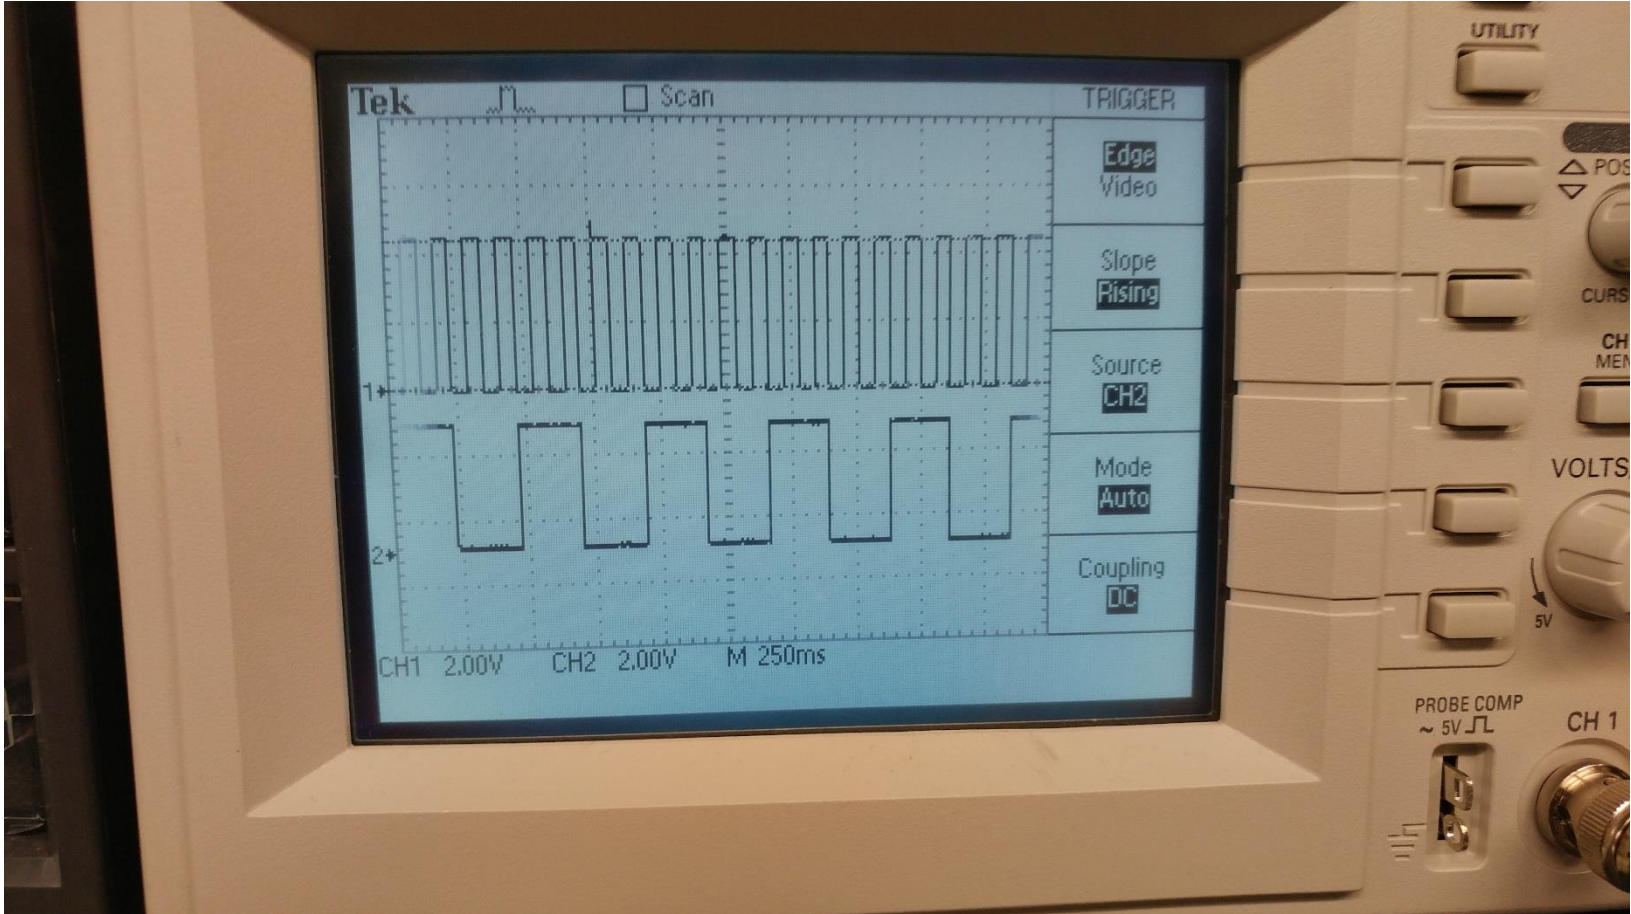 UTILITY
Tek Scan TRIGGER
Edge
Video
POS
Slope
Rising
CURS
CH
MEN
Source
CH2
1
Mode
Auto
VOLTS/
2
Coupling
DC
5V
CH1 2.00V CH2 2.00V M 250ms
PROBE COMP
~ 5V
CH 1